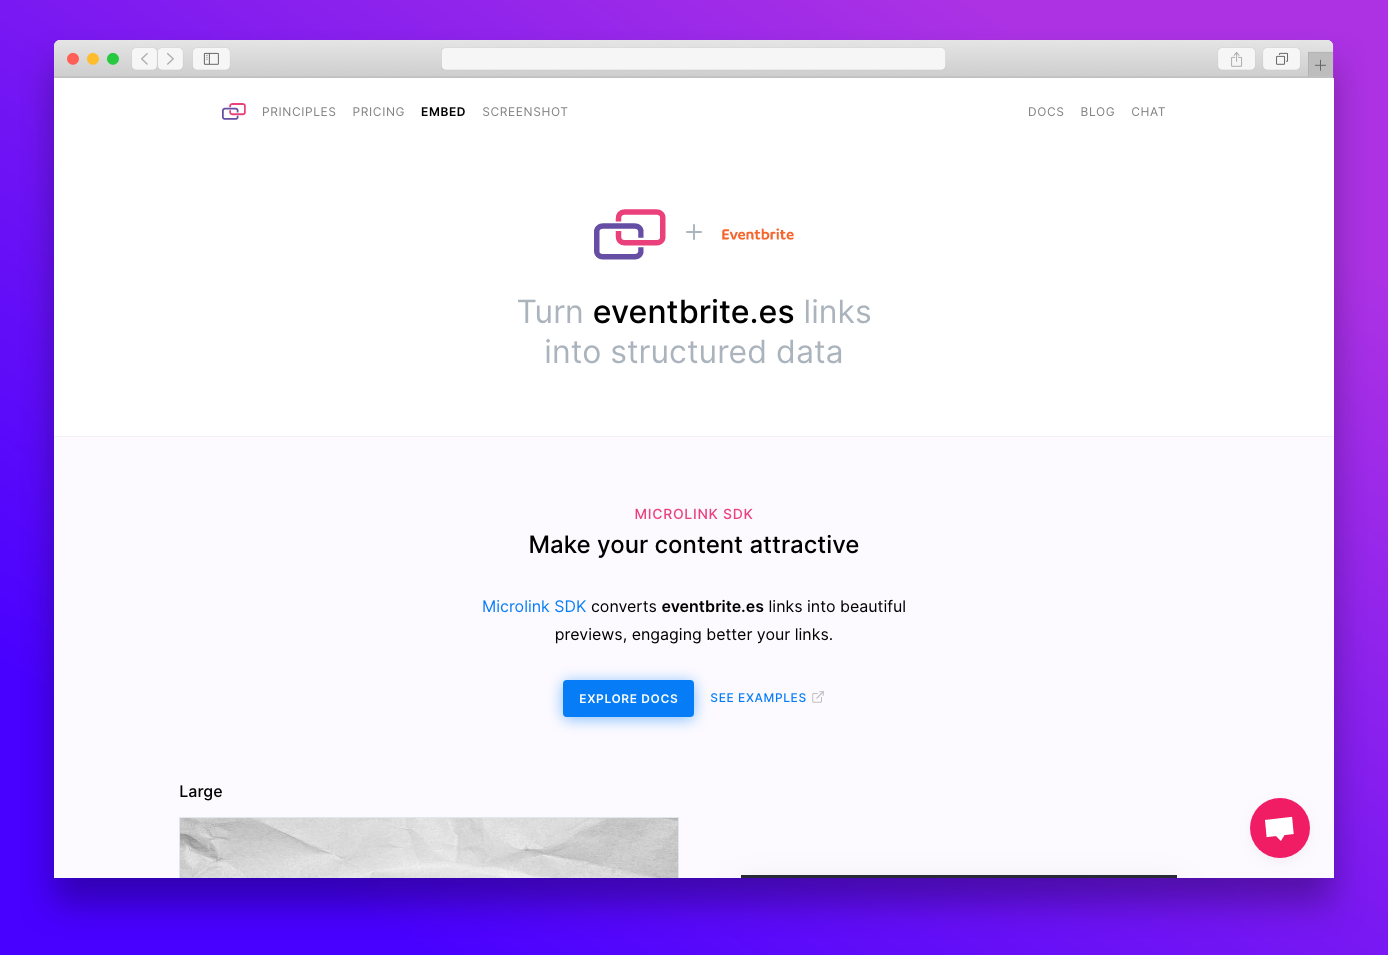 PRINCIPLES PRICING EMBED SCREENSHOT DOCS BLOG CHAT
Eventbrite
Turn eventbrite.es links
into structured data
MICROLINK SDK
Make your content attractive
Microlink SDK converts eventbrite.es links into beautiful
previews, engaging better your links.
EXPLORE DOCS SEE EXAMPLES
Large